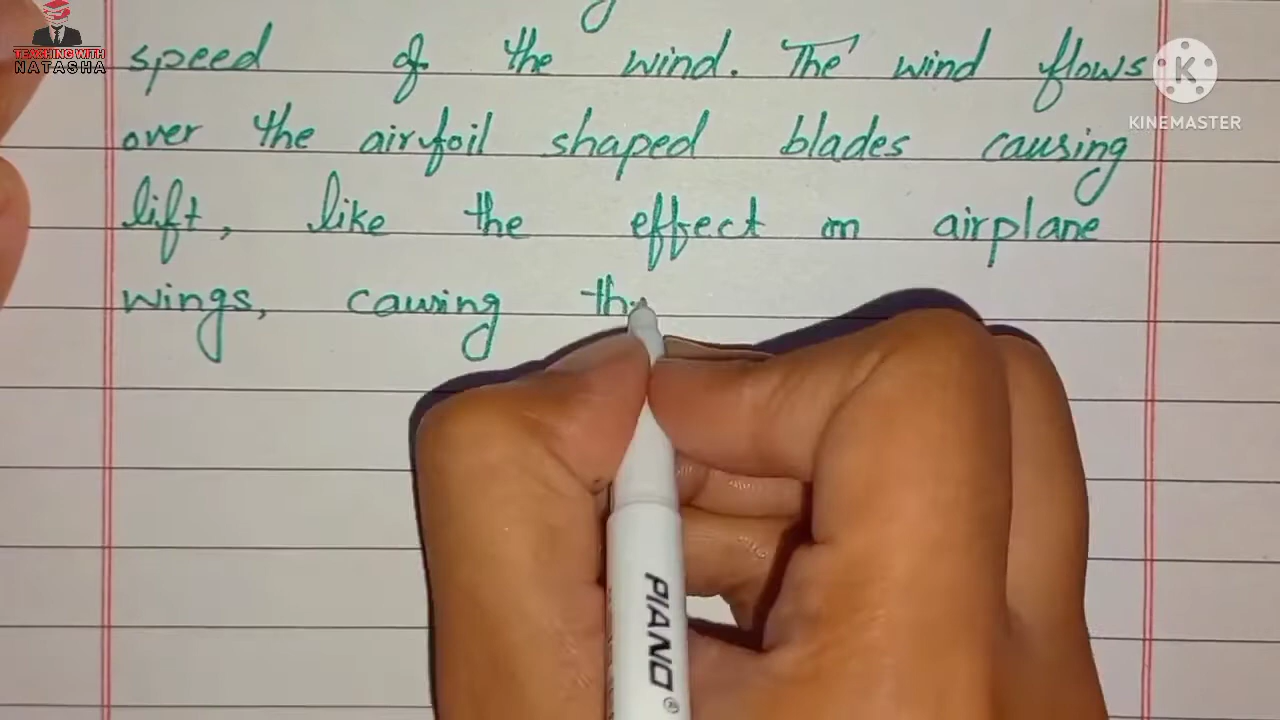 TEACHING WITH
NATASHA
speed of the wind. The wind flows
over the airfoil shaped blades causing
lift, like the effect on airplane
wings, causing th
K
KINEMASTER
PIANO®